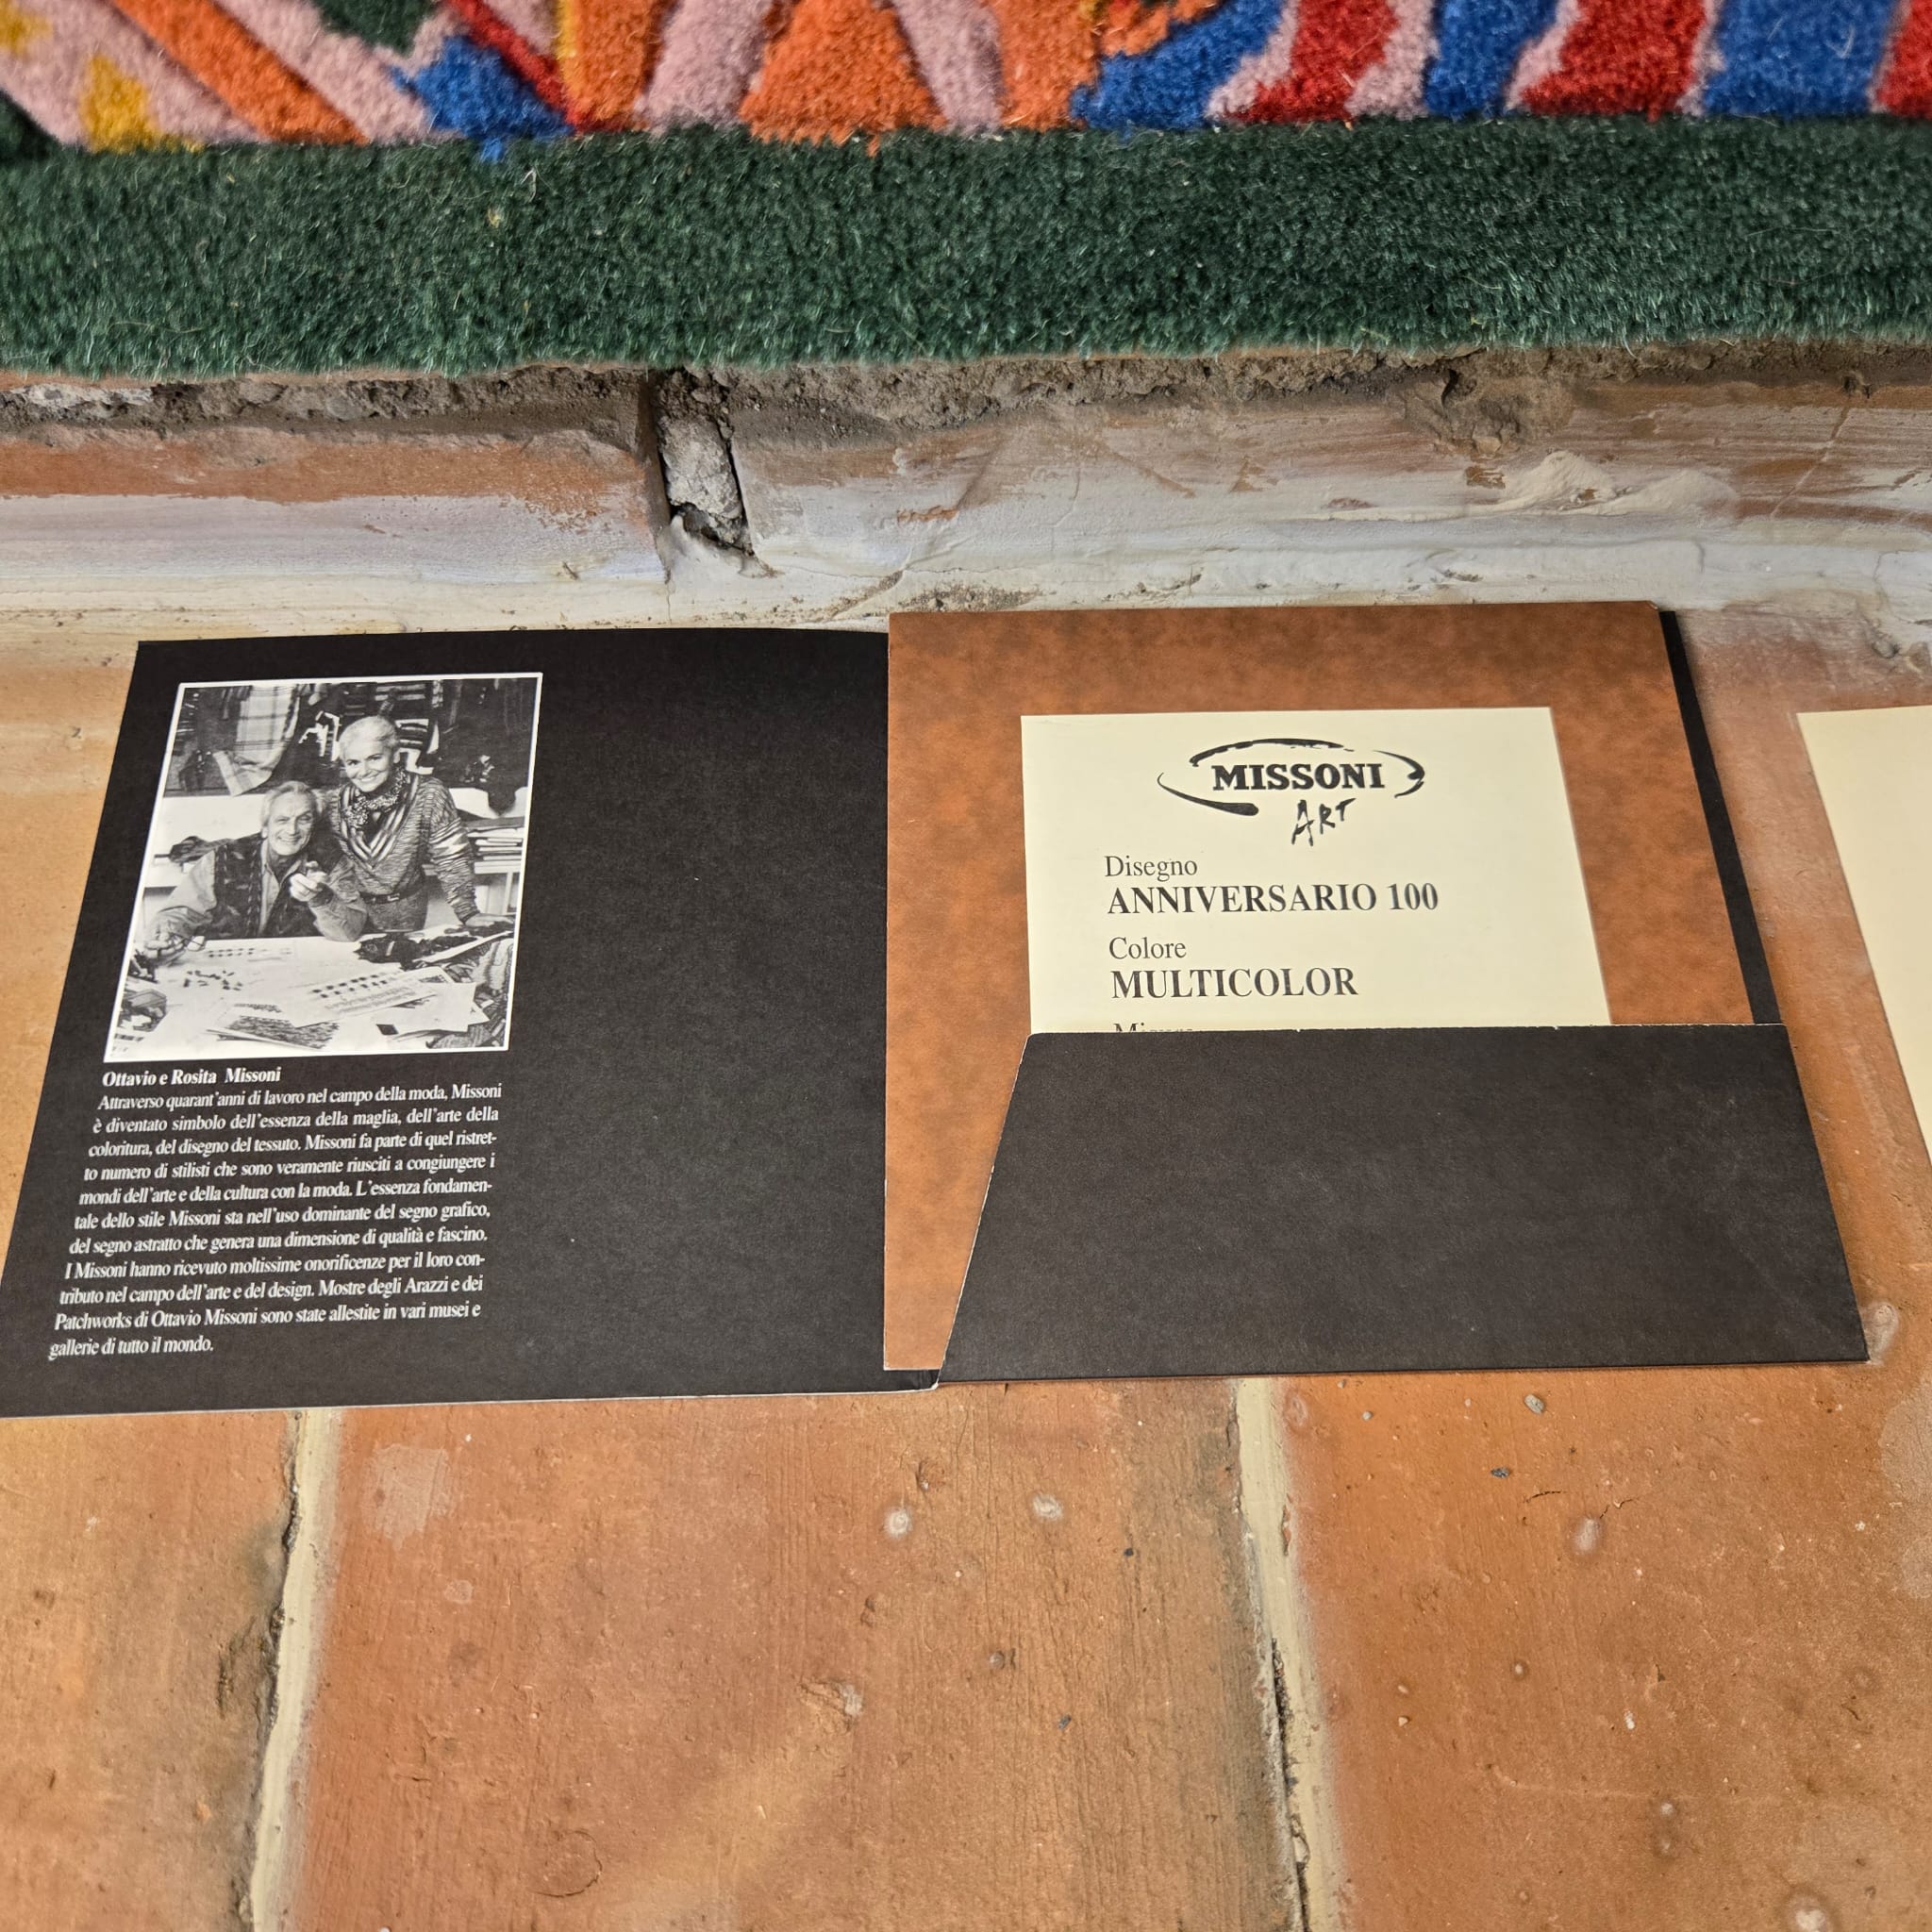 Ottavio e Rosita Missoni
Attraverso quarant'anni di lavoro nel campo della moda, Missoni
è diventato simbolo dell'essenza della maglia, dell'arte della
coloritura, del disegno del tessuto. Missoni fa parte di quel ristret-
to numero di stilisti che sono veramente riusciti a congiungere i
mondi dell'arte e della cultura con la moda. L'essenza fondamen-
tale dello stile Missoni sta nell'uso dominante del segno grafico,
del segno astratto che genera una dimensione di qualità e fascino.
I Missoni hanno ricevuto moltissime onorificenze per il loro con-
tributo nel campo dell'arte e del design. Mostre degli Arazzi e dei
Patchworks di Ottavio Missoni sono state allestite in vari musei e
gallerie di tutto il mondo.
MISSONI
ART
Disegno
ANNIVERSARIO 100
Colore
MULTICOLOR